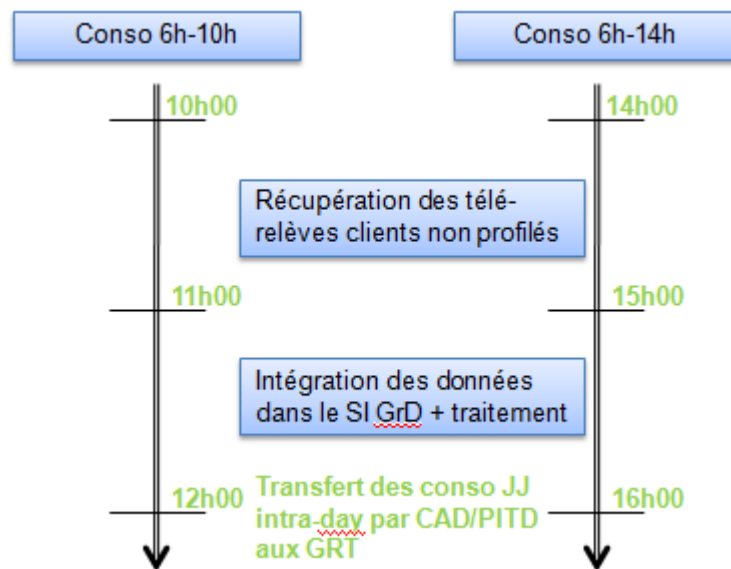 Conso 6h-10h
Conso 6h-14h
10h00
14h00
Récupération des télé-
relèves clients non profilés
11h00
15h00
Intégration des données
dans le SI GrD + traitement
12h00
Transfert des conso JJ
intra-day par CAD/PITD
aux GRT
16h00